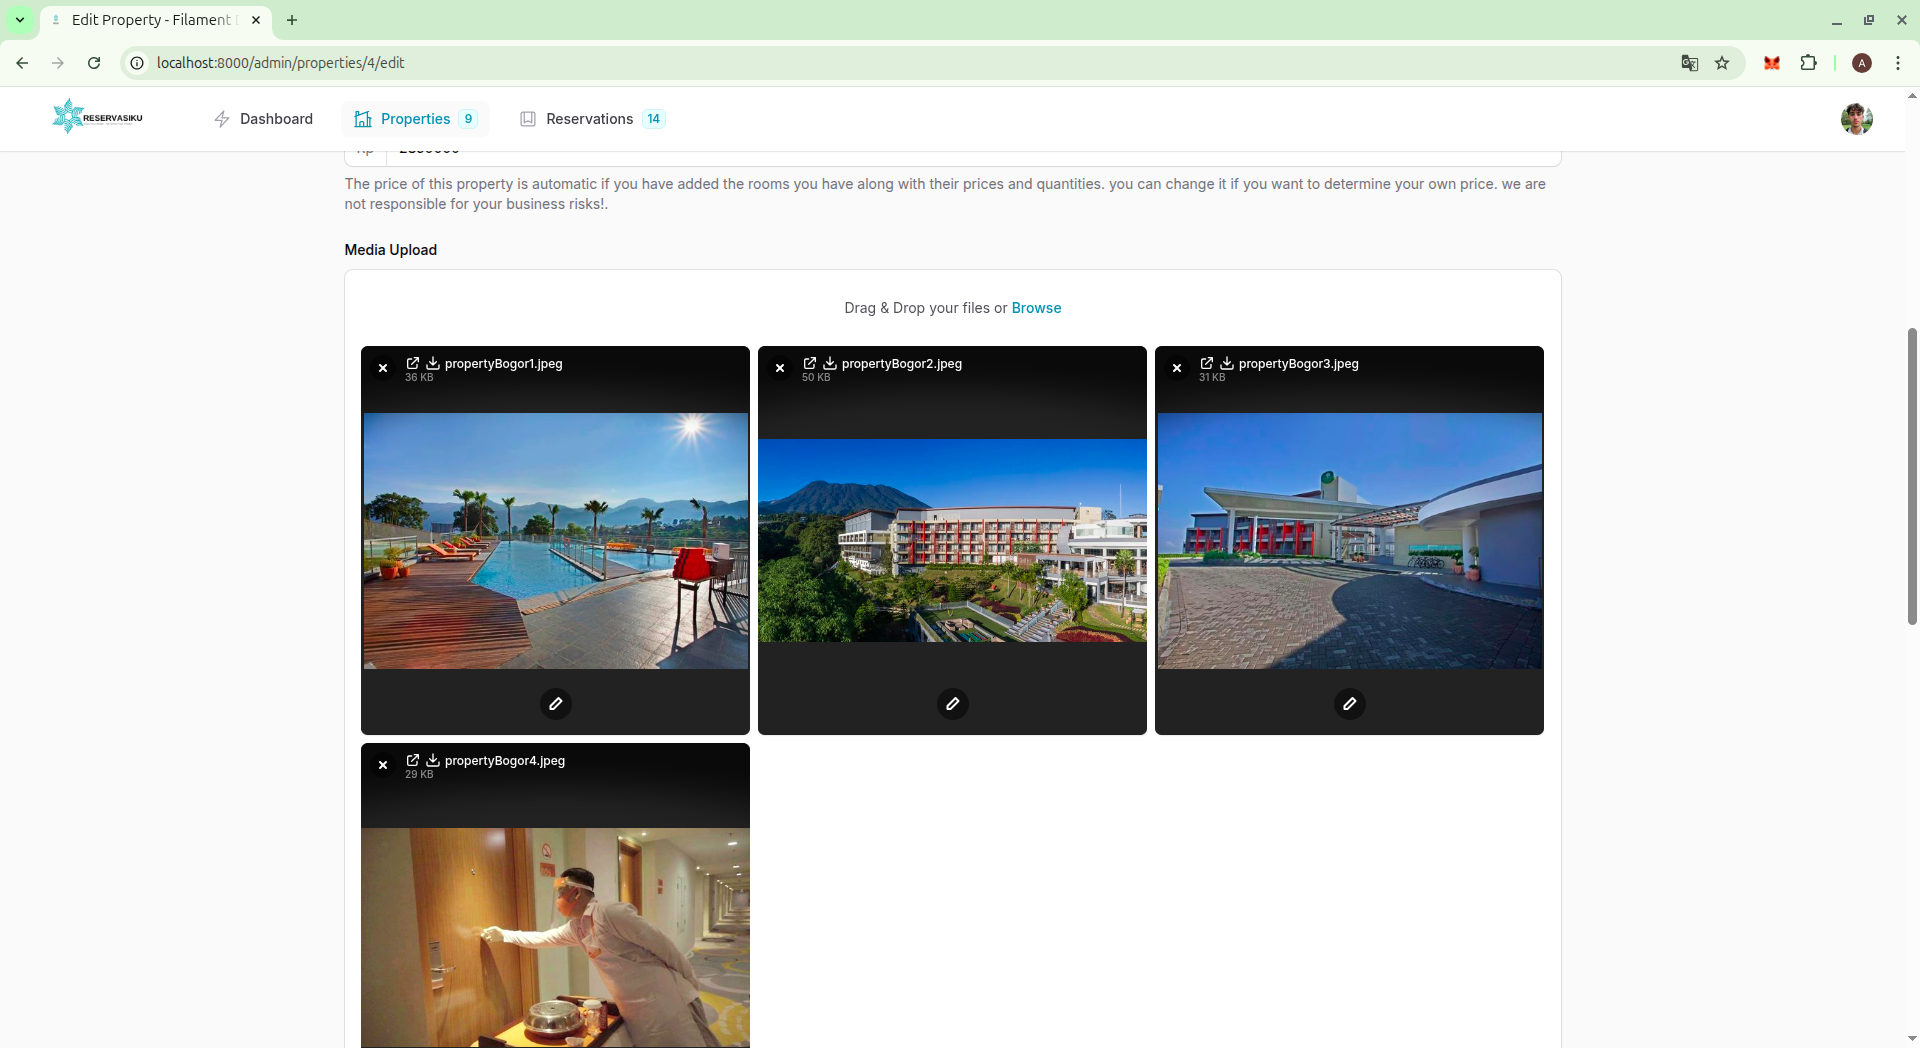 Edit Property - Filament
localhost:8000/admin/properties/4/edit
A
RESERVASIKU
Dashboard
Properties 9
Reservations 14
The price of this property is automatic if you have added the rooms you have along with their prices and quantities. you can change it if you want to determine your own price. we are
not responsible for your business risks!.
Media Upload
Drag & Drop your files or Browse
propertyBogor1.jpeg
36 KB
propertyBogor2.jpeg
50 KB
propertyBogor3.jpeg
31 KB
propertyBogor4.jpeg
29 KB